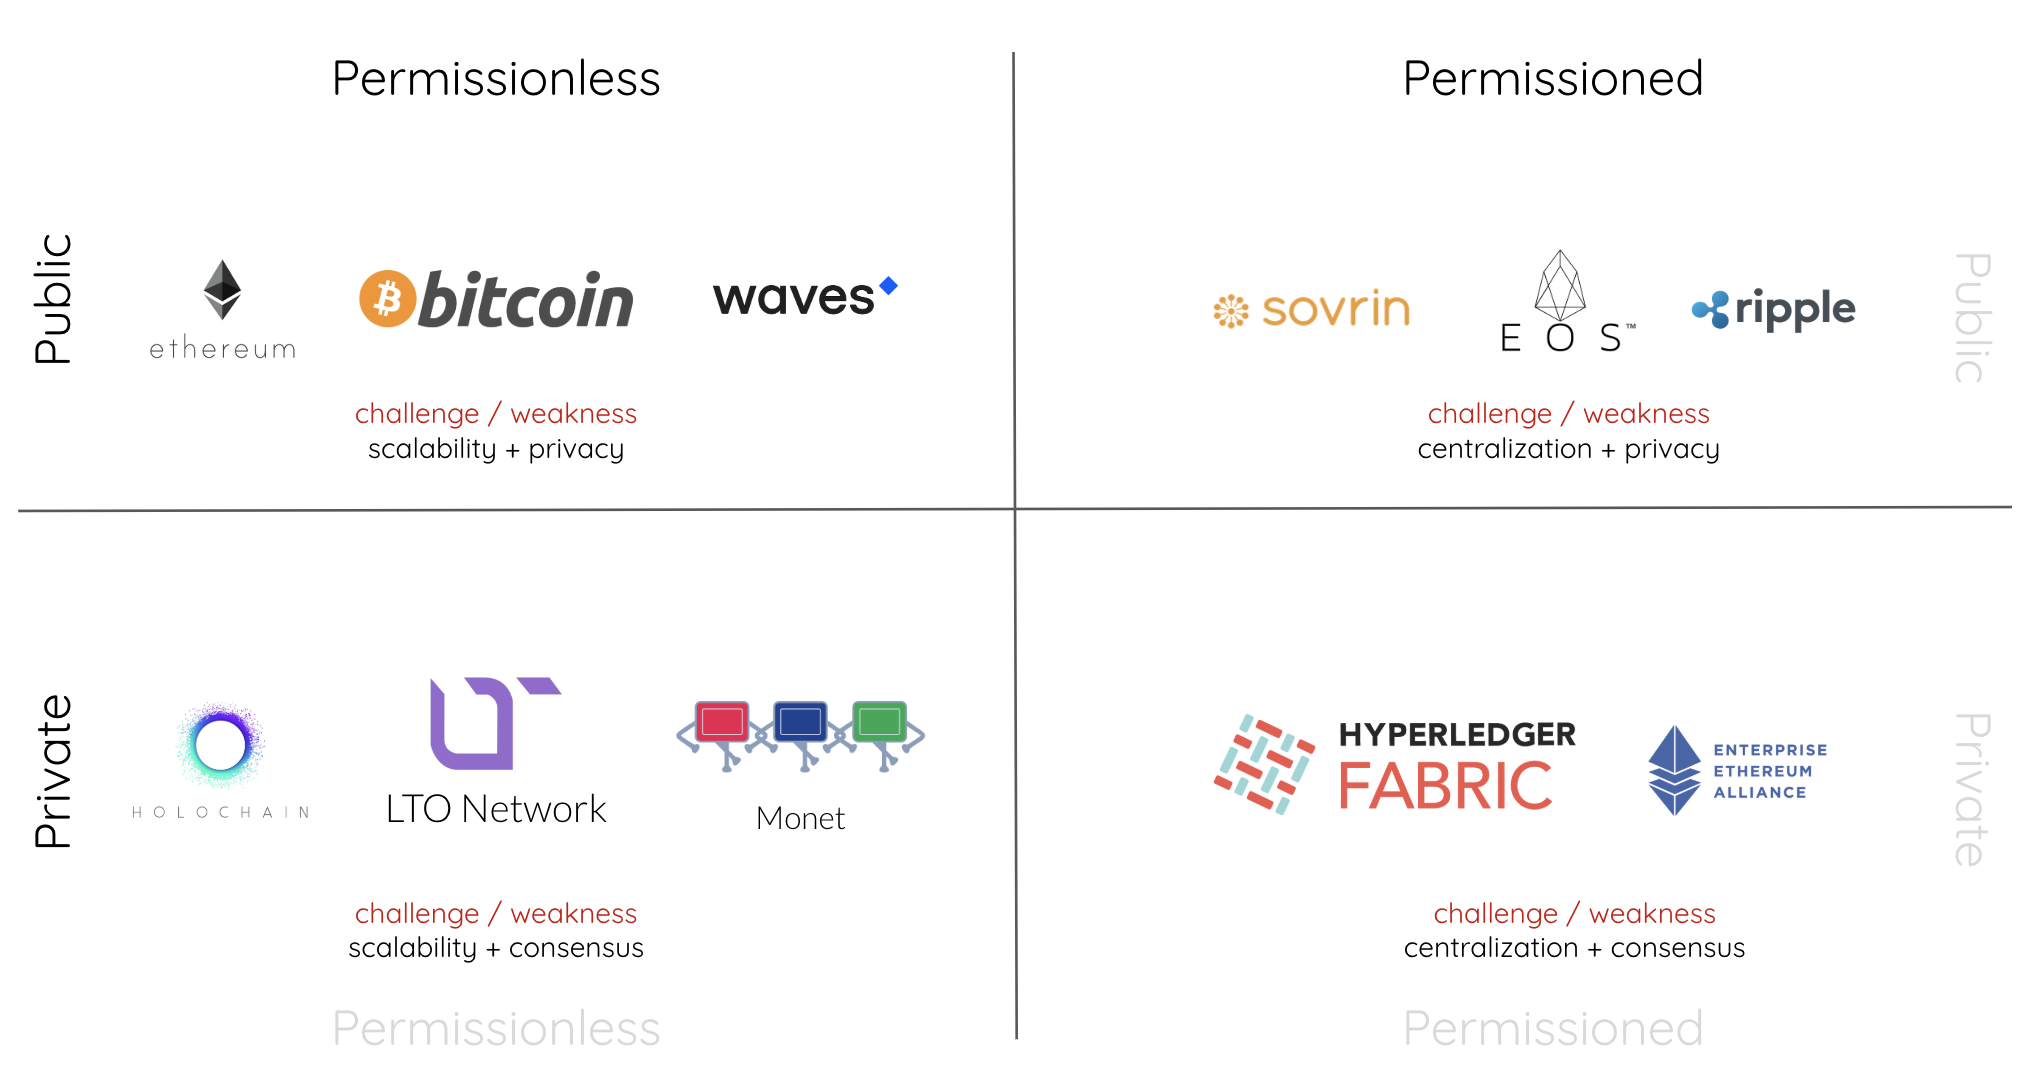 Permissionless
Permissioned
Public
ethereum
bitcoin
waves
sovrin
E O S™
ripple
Public
challenge / weakness
scalability + privacy
challenge / weakness
centralization + privacy
Private
HOLOCHAIN
LTO Network
Monet
HYPERLEDGER
FABRIC
ENTERPRISE
ETHEREUM
ALLIANCE
Private
challenge / weakness
scalability + consensus
challenge / weakness
centralization + consensus
Permissionless
Permissioned